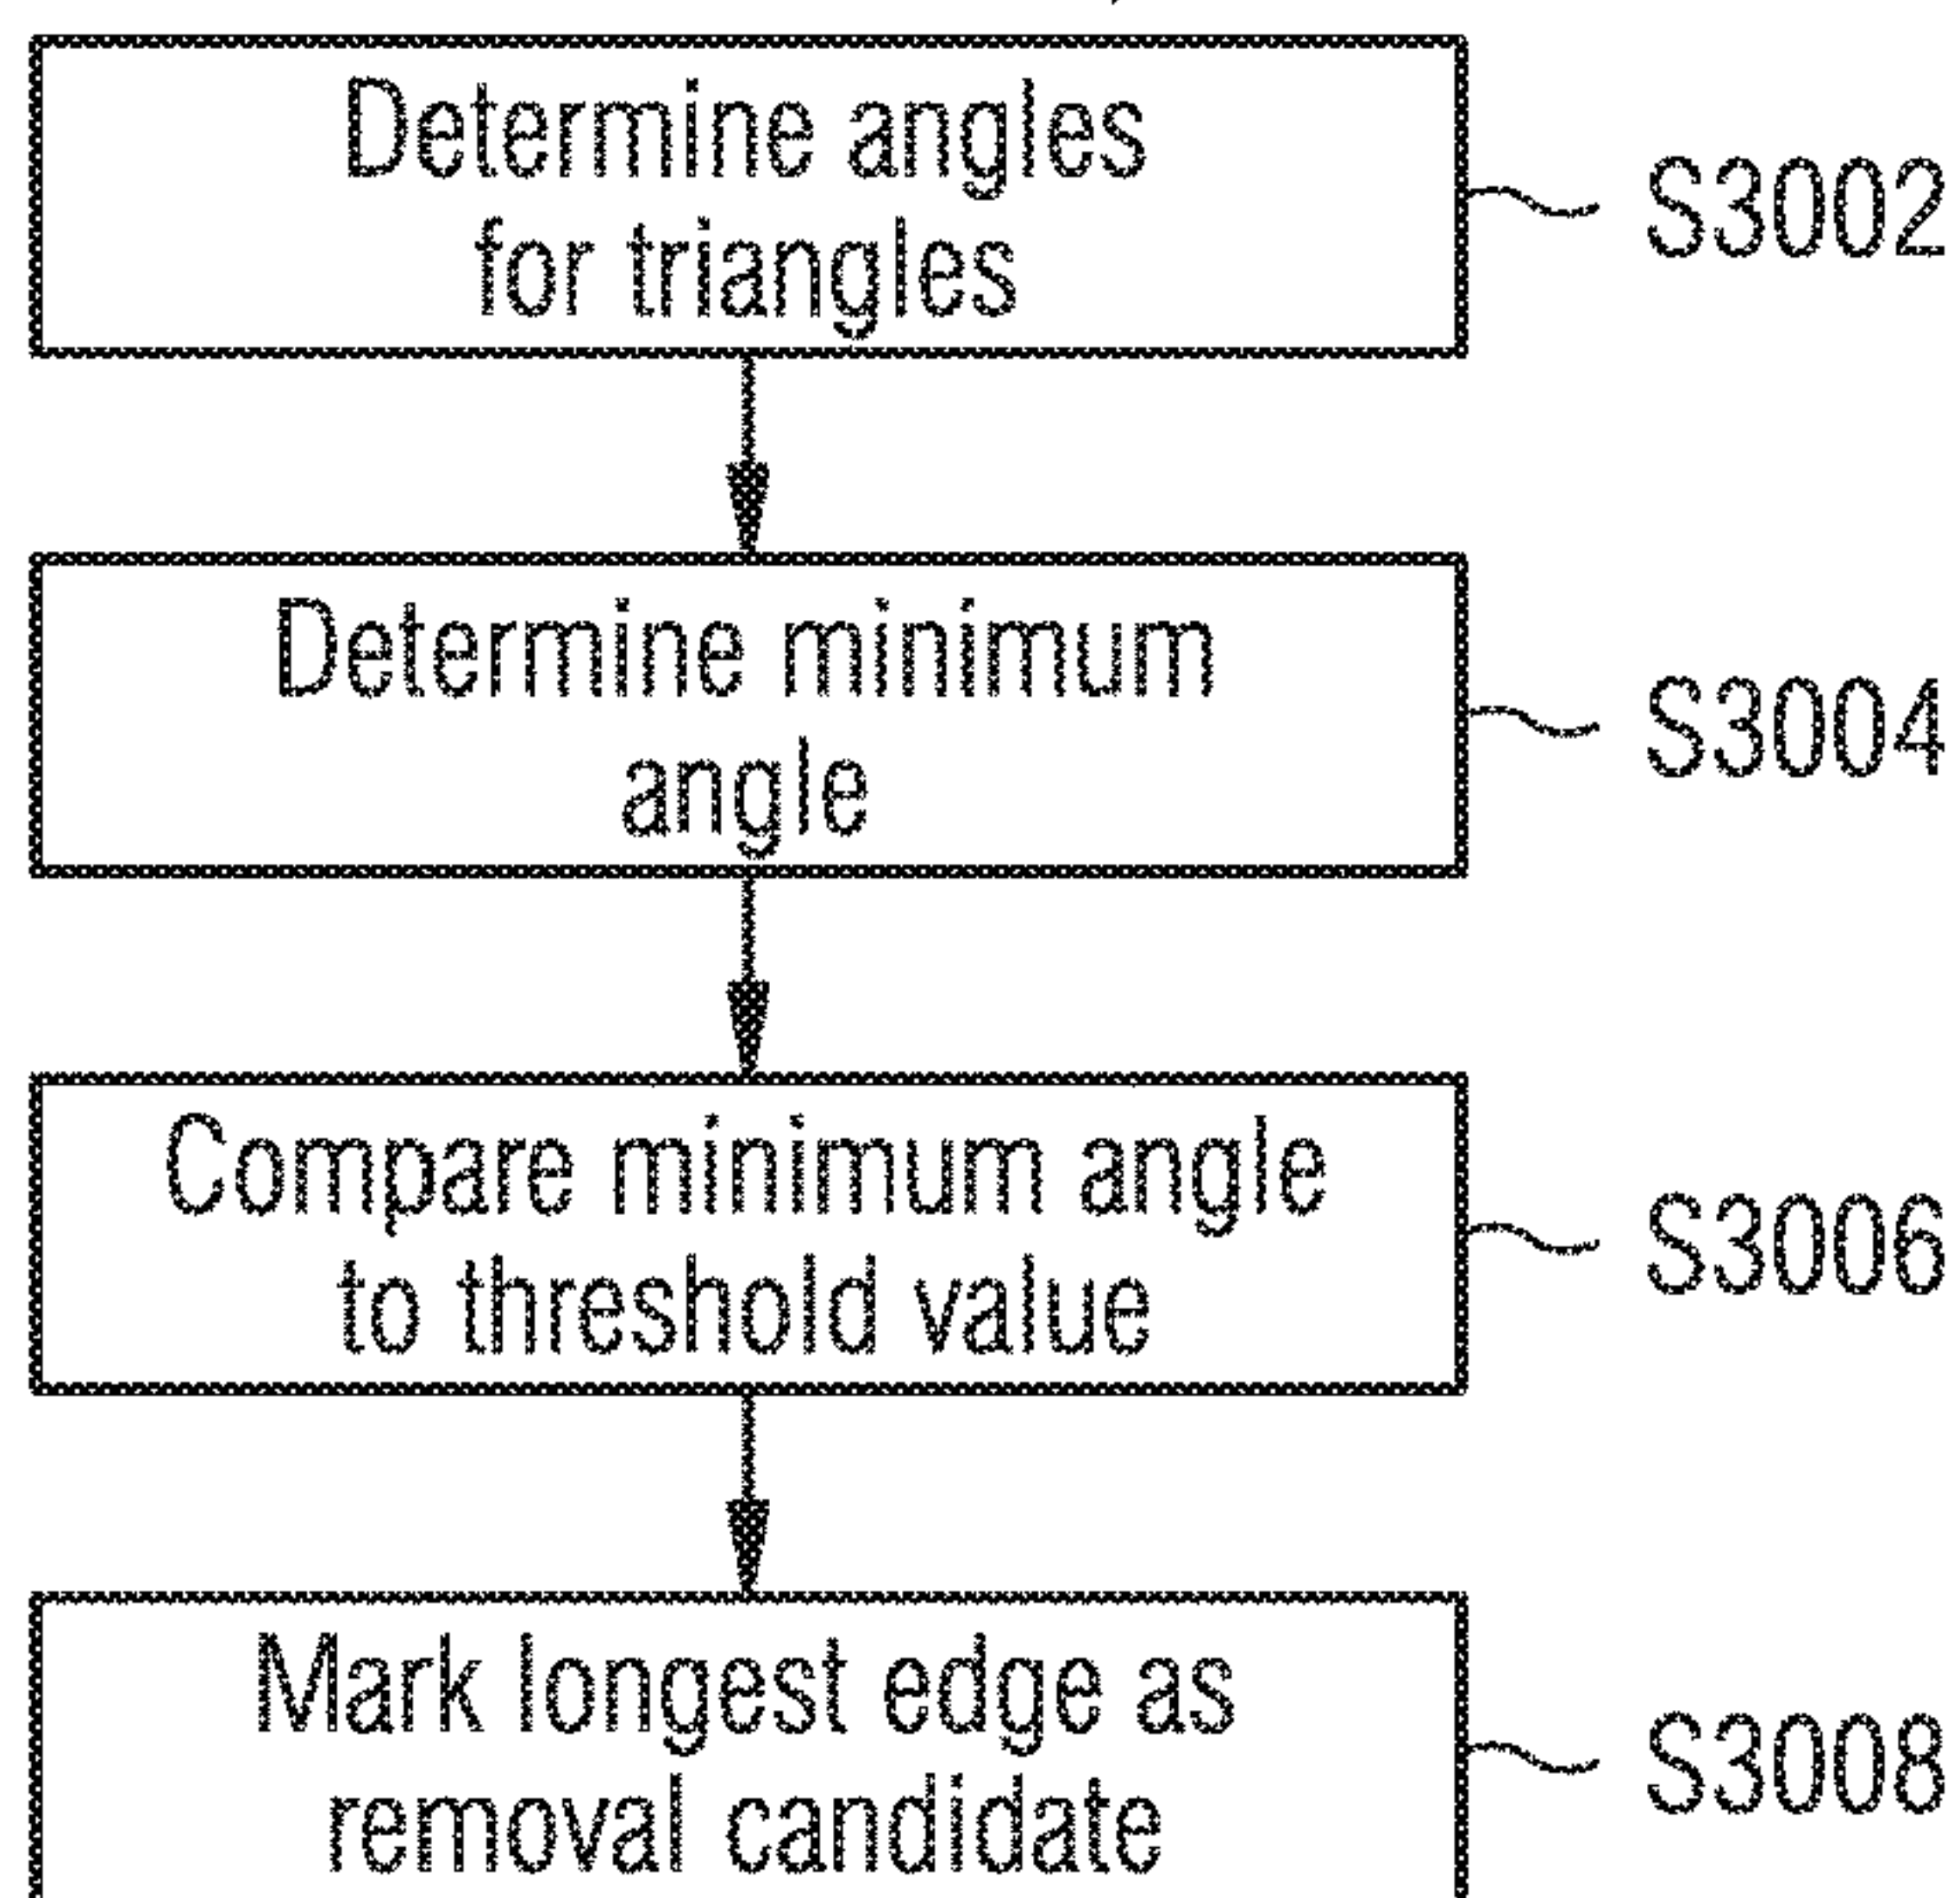 Determine angles
for triangles
S3002
Determine minimum
angle
S3004
Compare minimum angle
to threshold value
S3006
Mark longest edge as
removal candidate
S3008